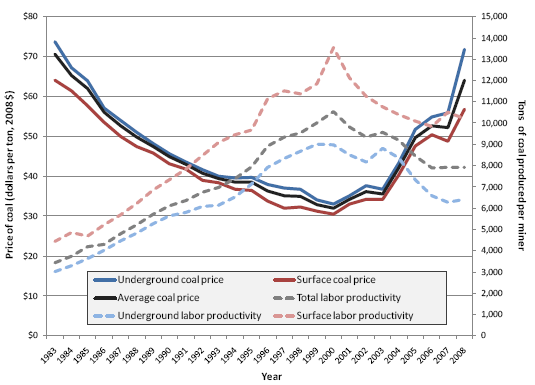 $80
$70
$60
$50
$40
$30
$20
$10
$0
Price of coal (dollars per ton, 2008 $)
15,000
14,000
13,000
12,000
11,000
10,000
9,000
8,000
7,000
6,000
5,000
4,000
3,000
2,000
1,000
0
Tons of coal produced per miner
Underground coal price
Surface coal price
Average coal price
Total labor productivity
Underground labor productivity
Surface labor productivity
1983 1984 1985 1986 1987 1988 1989 1990 1991 1992 1993 1994 1995 1996 1997 1998 1999 2000 2001 2002 2003 2004 2005 2006 2007 2008
Year